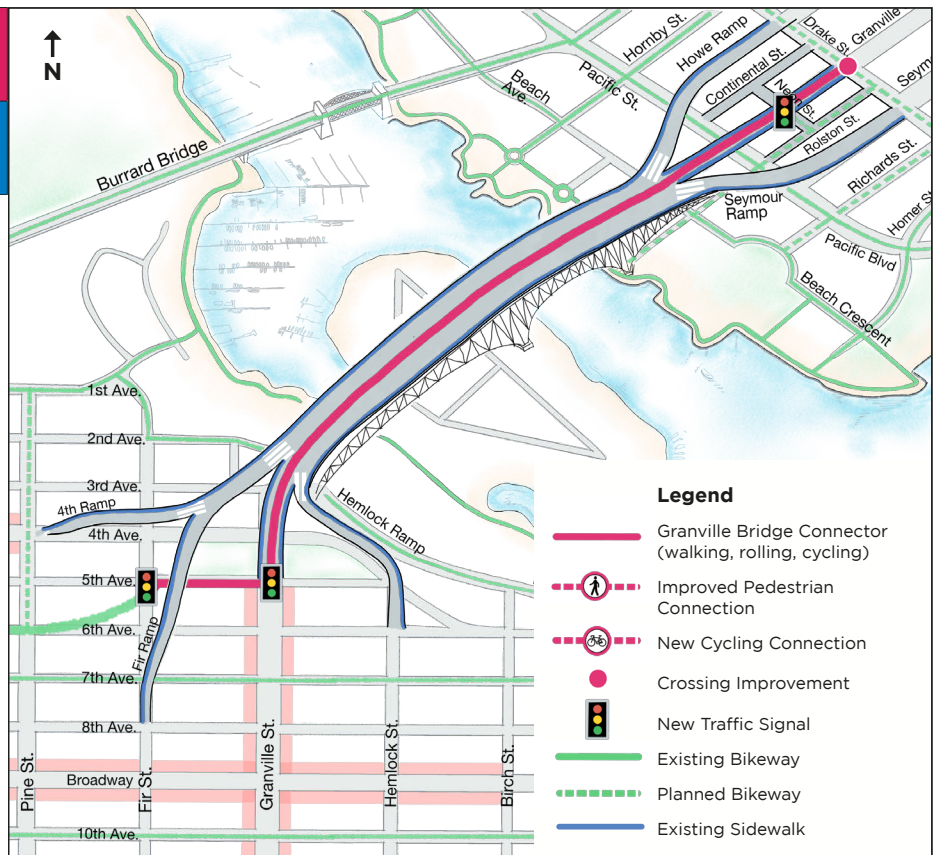 N
Burrard Bridge
Beach
Ave.
Pacific St.
Hornby St.
Howe Ramp
Continental St.
Drake St.
Granville
Rolston St.
Richards St.
Seymour
Ramp
Homer St
Pacific Blvd
Beach Crescent
1st Ave.
2nd Ave.
3rd Ave.
4th Ramp
4th Ave.
Hemlock Ramp
5th Ave.
6th Ave.
Fir Ramp
7th Ave.
8th Ave.
Broadway
10th Ave.
Pine St.
Fir St.
Granville St.
Hemlock St.
Birch St.
Legend
Granville Bridge Connector
(walking, rolling, cycling)
Improved Pedestrian
Connection
New Cycling Connection
Crossing Improvement
New Traffic Signal
Existing Bikeway
Planned Bikeway
Existing Sidewalk